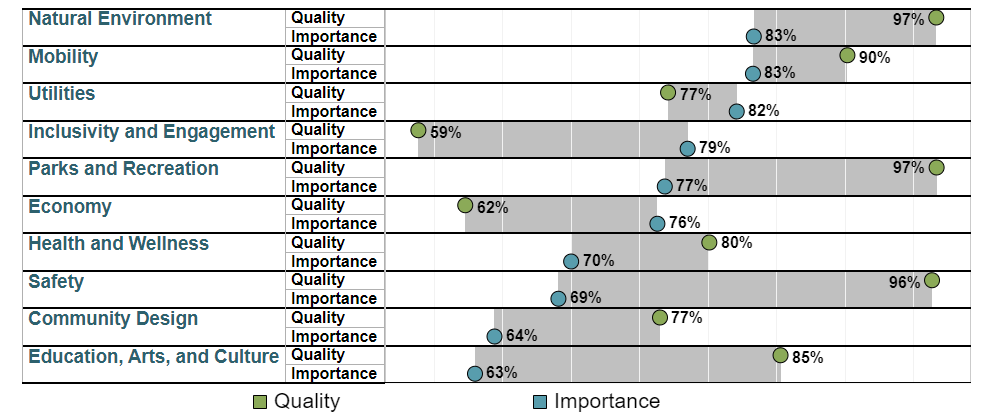 Natural Environment Quality 97%
Importance 83%
Mobility Quality 90%
Importance 83%
Utilities Quality 77%
Importance 82%
Inclusivity and Engagement Quality 59%
Importance 79%
Parks and Recreation Quality 97%
Importance 77%
Economy Quality 62%
Importance 76%
Health and Wellness Quality 80%
Importance 70%
Safety Quality 96%
Importance 69%
Community Design Quality 77%
Importance 64%
Education, Arts, and Culture Quality 85%
Importance 63%
Quality Importance